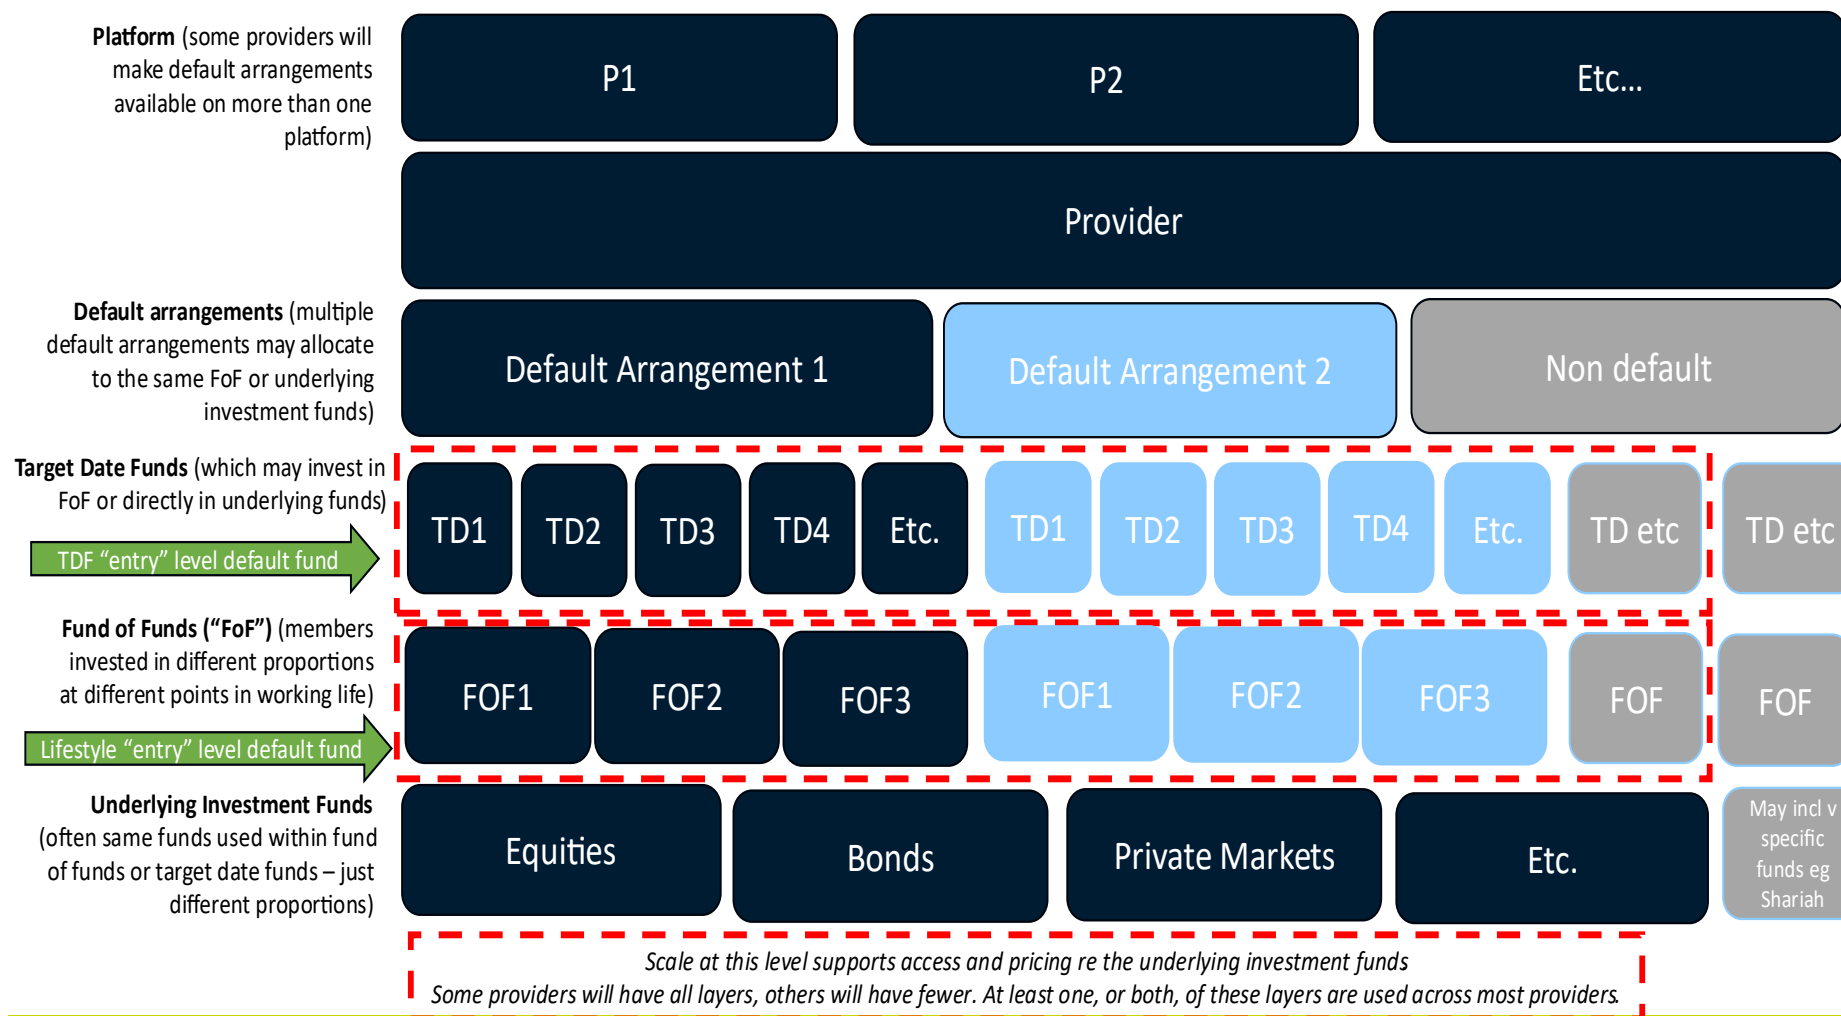 Platform (some providers will
make default arrangements
available on more than one
platform)
P1
P2
Etc...
Provider
Default arrangements (multiple
default arrangements may allocate
to the same FoF or underlying
investment funds)
Default Arrangement 1
Default Arrangement 2
Non default
Target Date Funds (which may invest in
FoF or directly in underlying funds)
TDF “entry” level default fund
TD1
TD2
TD3
TD4
Etc.
TD1
TD2
TD3
TD4
Etc.
TD etc
TD etc
Fund of Funds (“FoF”) (members
invested in different proportions
at different points in working life)
Lifestyle “entry” level default fund
FOF1
FOF2
FOF3
FOF1
FOF2
FOF3
FOF
FOF
Underlying Investment Funds
(often same funds used within fund
of funds or target date funds – just
different proportions)
Equities
Bonds
Private Markets
Etc.
May incl v
specific
funds eg
Shariah
Scale at this level supports access and pricing re the underlying investment funds
Some providers will have all layers, others will have fewer. At least one, or both, of these layers are used across most providers.